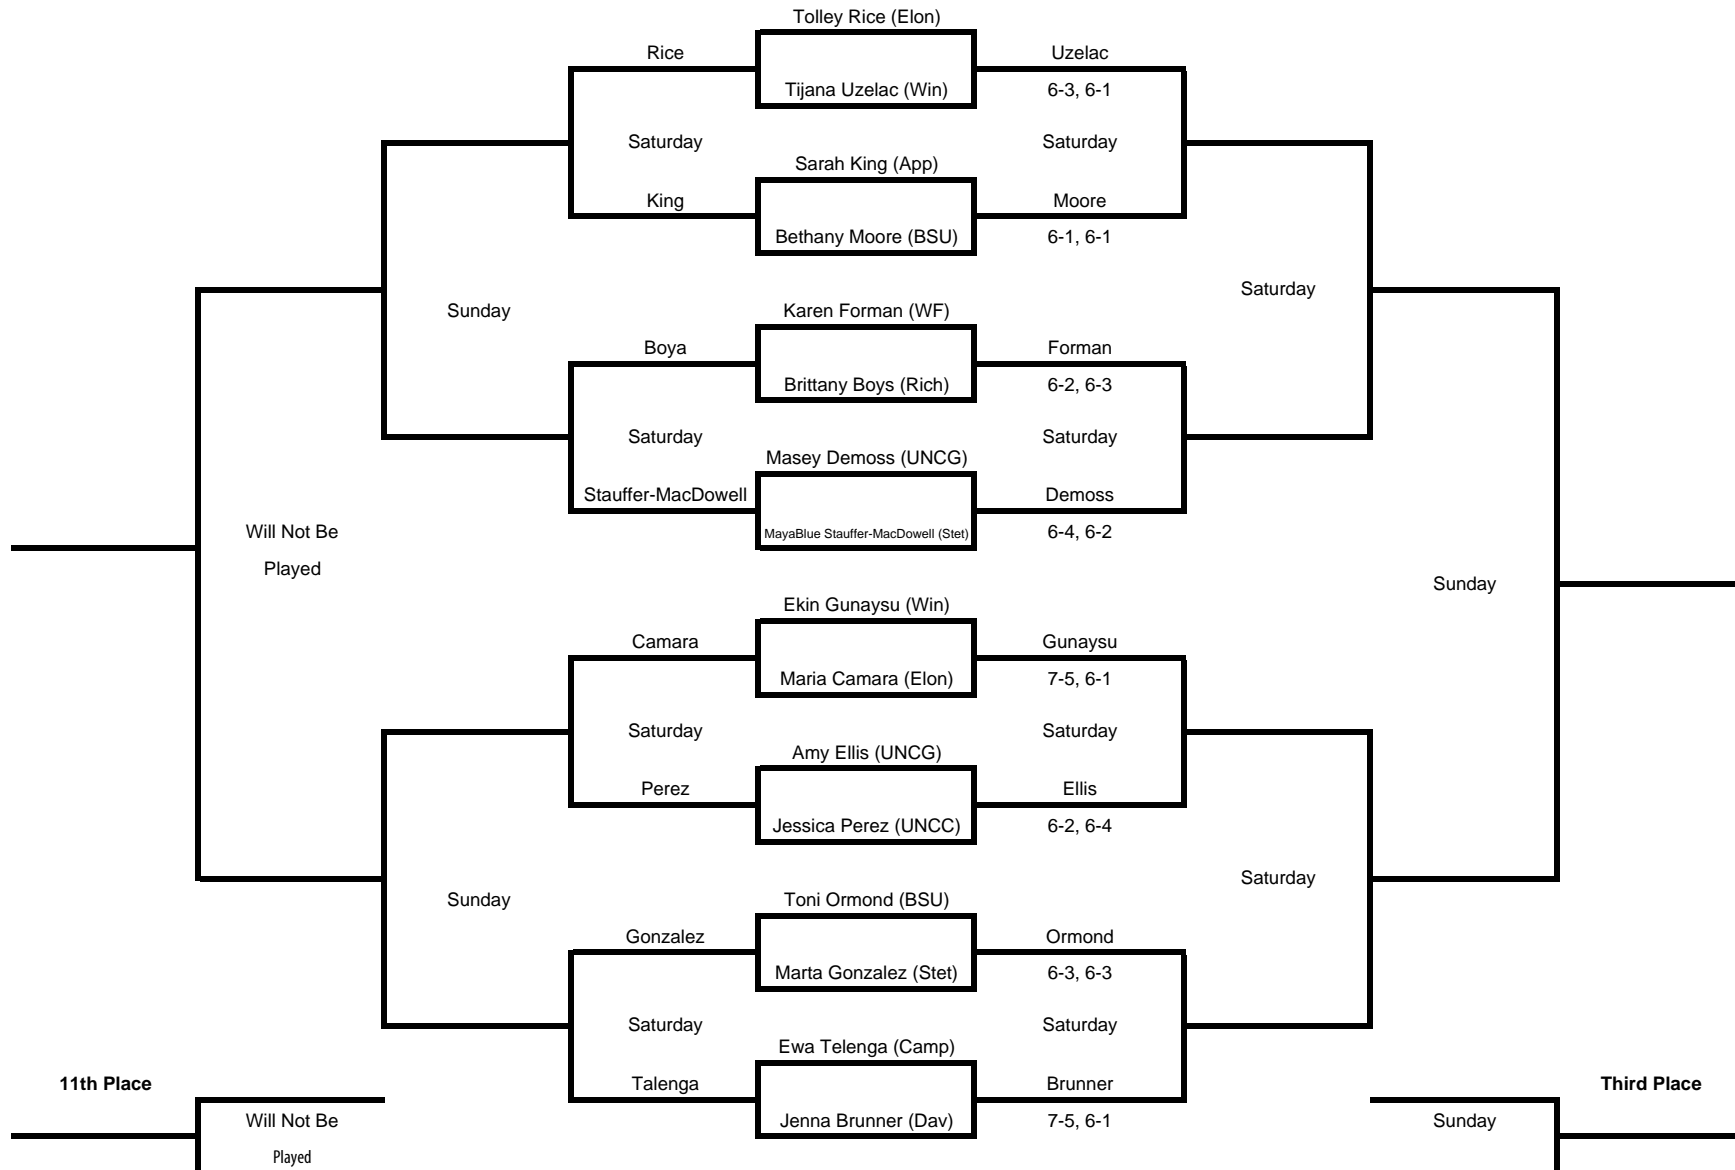 Tolley Rice (Elon)
Rice
Uzelac
Tijana Uzelac (Win)
6-3, 6-1
Saturday
Saturday
Sarah King (App)
King
Moore
Bethany Moore (BSU)
6-1, 6-1
Saturday
Sunday
Karen Forman (WF)
Boya
Forman
Brittany Boys (Rich)
6-2, 6-3
Saturday
Saturday
Masey Demoss (UNCG)
Stauffer-MacDowell
Demoss
Will Not Be
MayaBlue Stauffer-MacDowell (Stet)
6-4, 6-2
Played
Sunday
Ekin Gunaysu (Win)
Camara
Gunaysu
Maria Camara (Elon)
7-5, 6-1
Saturday
Saturday
Amy Ellis (UNCG)
Perez
Ellis
Jessica Perez (UNCC)
6-2, 6-4
Saturday
Sunday
Toni Ormond (BSU)
Gonzalez
Ormond
Marta Gonzalez (Stet)
6-3, 6-3
Saturday
Saturday
Ewa Telenga (Camp)
11th Place
Talenga
Brunner
Third Place
Will Not Be
Jenna Brunner (Dav)
7-5, 6-1
Sunday
Played